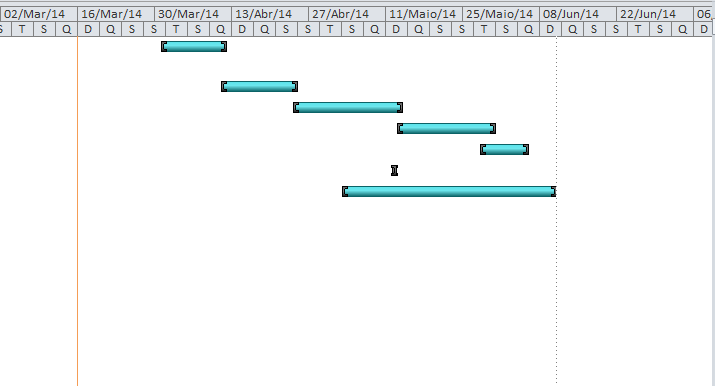 02/Mar/14 16/Mar/14 30/Mar/14 13/Abr/14 27/Abr/14 11/Maio/14 25/Maio/14 08/Jun/14 22/Jun/14 06
S T S Q D Q S S T S Q D Q S S T S Q D Q S S T S Q D Q S S T S Q D